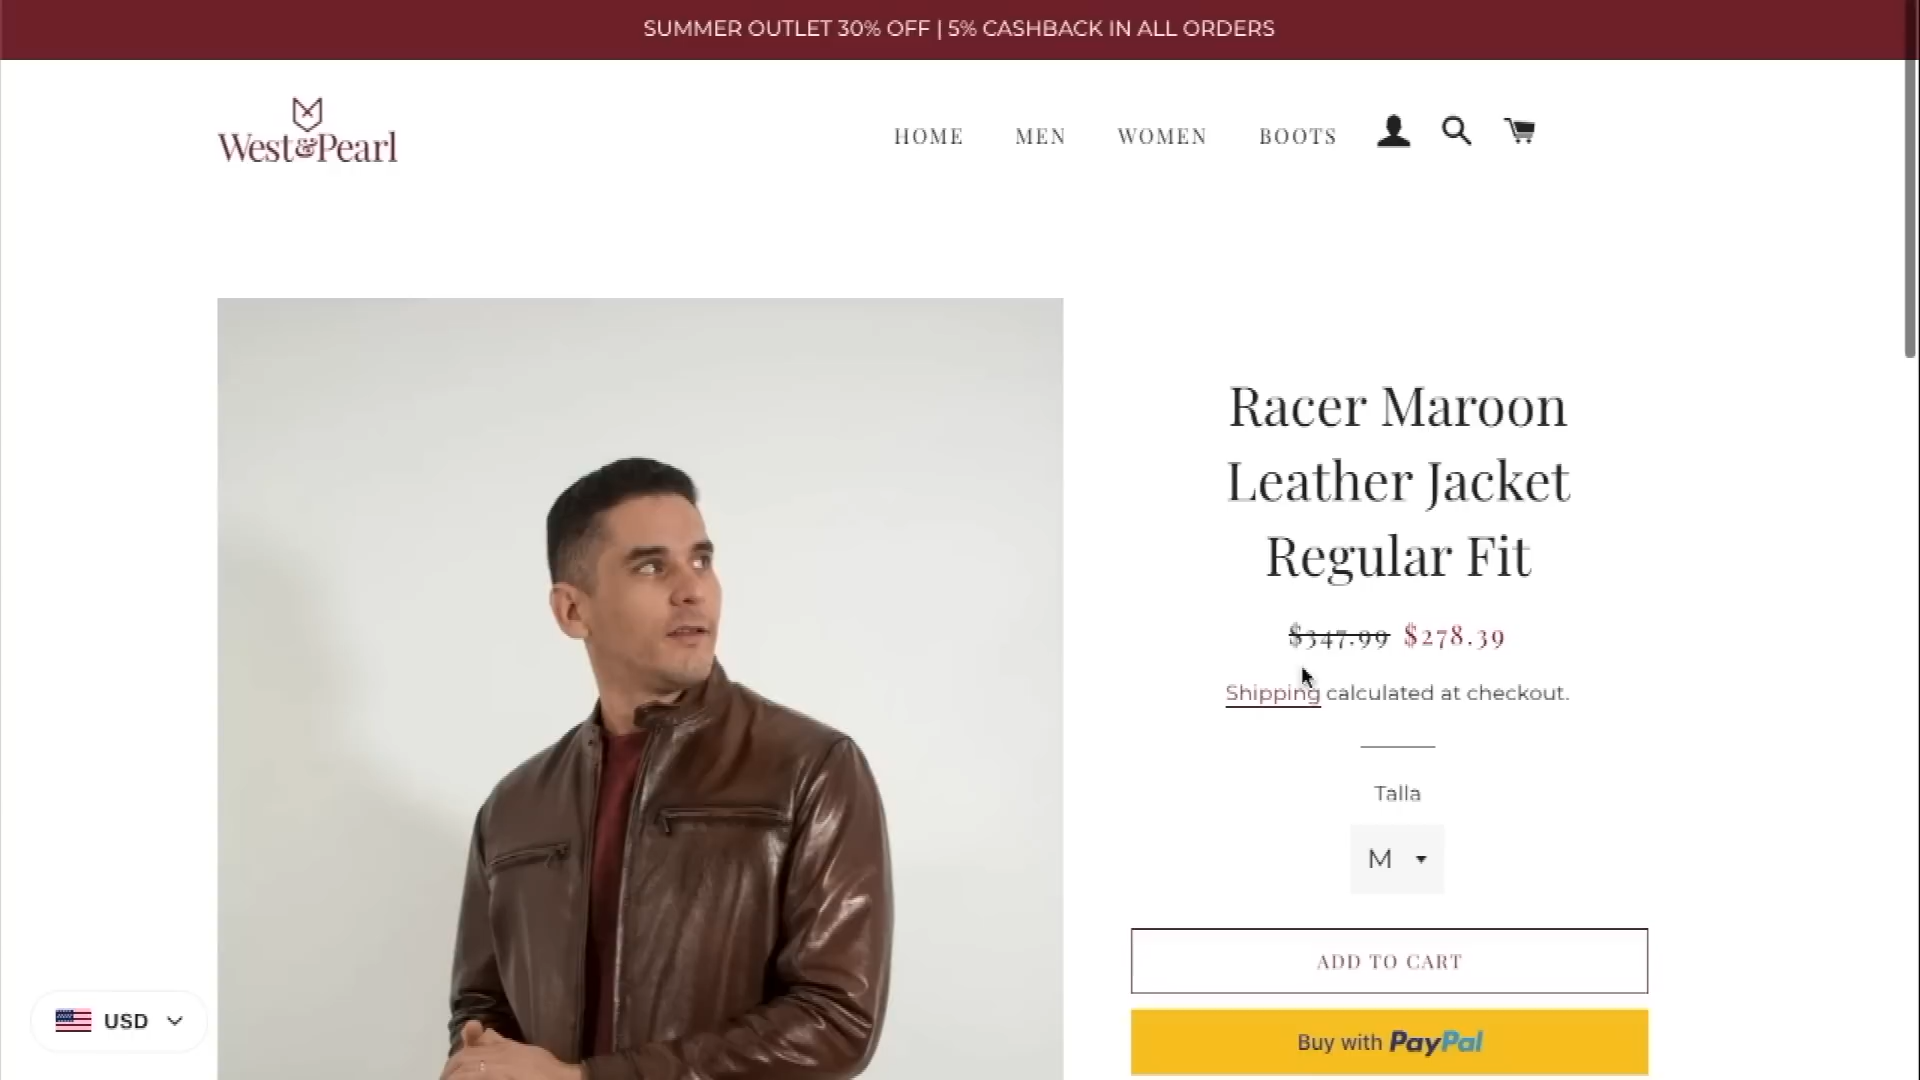 SUMMER OUTLET 30% OFF | 5% CASHBACK IN ALL ORDERS
West&Pearl
HOME MEN WOMEN BOOTS
Racer Maroon
Leather Jacket
Regular Fit
$347.99 $278.39
Shipping calculated at checkout.
Talla
M
ADD TO CART
Buy with PayPal
USD